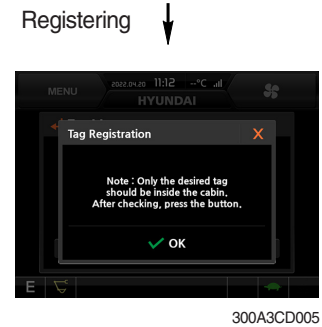 Registering
2022.04.20 11:12 --°C .ıll
MENU
HYUNDAI
Tag Registration X
Note : Only the desired tag
should be inside the cabin.
After checking, press the button.
OK
E
300A3CD005